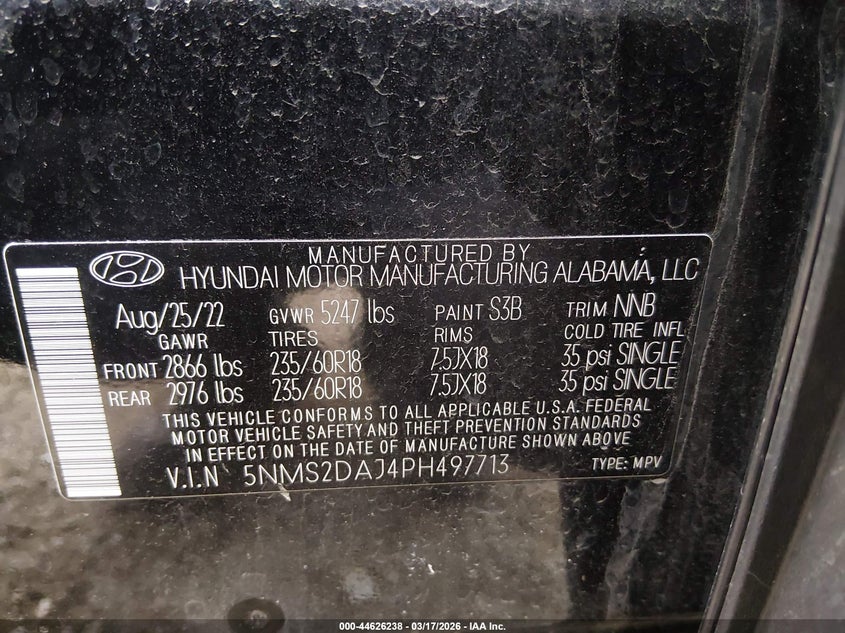 MANUFACTURED BY
HYUNDAI MOTOR MANUFACTURING ALABAMA, LLC
Aug/25/22 GVWR 5247 lbs PAINT S3B TRIM NNB
GAWR TIRES RIMS COLD TIRE INFL
FRONT 2866 lbs 235/60R18 7.5JX18 35 psi SINGLE
REAR 2976 lbs 235/60R18 7.5JX18 35 psi SINGLE
THIS VEHICLE CONFORMS TO ALL APPLICABLE U.S.A. FEDERAL
MOTOR VEHICLE SAFETY AND THEFT PREVENTION STANDARDS
IN EFFECT ON THE DATE OF MANUFACTURE SHOWN ABOVE
V.I.N 5NMS2DAJ4PH497713 TYPE: MPV
000-44626238 - 03/17/2026 - IAA Inc.